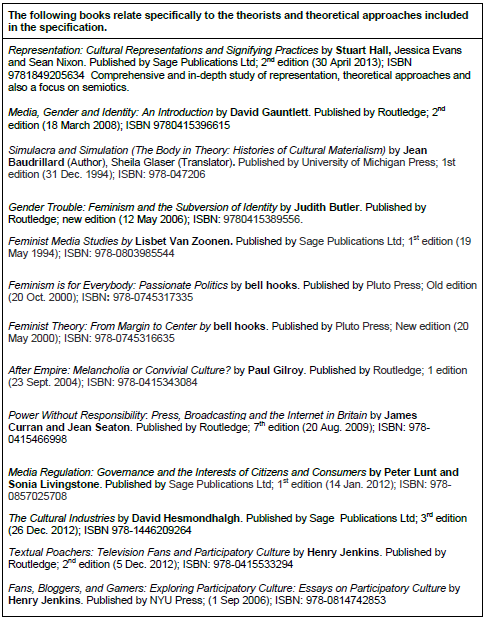 The following books relate specifically to the theorists and theoretical approaches included
in the specification.
Representation: Cultural Representations and Signifying Practices by Stuart Hall, Jessica Evans
and Sean Nixon. Published by Sage Publications Ltd; 2nd edition (30 April 2013); ISBN
9781849205634 Comprehensive and in-depth study of representation, theoretical approaches and
also a focus on semiotics.
Media, Gender and Identity: An Introduction by David Gauntlett. Published by Routledge; 2nd
edition (18 March 2008); ISBN 9780415396615
Simulacra and Simulation (The Body in Theory: Histories of Cultural Materialism) by Jean
Baudrillard (Author), Sheila Glaser (Translator). Published by University of Michigan Press; 1st
edition (31 Dec. 1994); ISBN: 978-047206
Gender Trouble: Feminism and the Subversion of Identity by Judith Butler. Published by
Routledge; new edition (12 May 2006); ISBN: 9780415389556.
Feminist Media Studies by Lisbet Van Zoonen. Published by Sage Publications Ltd; 1st edition (19
May 1994); ISBN: 978-0803985544
Feminism is for Everybody: Passionate Politics by bell hooks. Published by Pluto Press; Old edition
(20 Oct. 2000); ISBN: 978-0745317335
Feminist Theory: From Margin to Center by bell hooks. Published by Pluto Press; New edition (20
May 2000); ISBN: 978-0745316635
After Empire: Melancholia or Convivial Culture? by Paul Gilroy. Published by Routledge; 1 edition
(23 Sept. 2004); ISBN: 978-0415343084
Power Without Responsibility: Press, Broadcasting and the Internet in Britain by James
Curran and Jean Seaton. Published by Routledge; 7th edition (20 Aug. 2009); ISBN: 978-
0415466998
Media Regulation: Governance and the Interests of Citizens and Consumers by Peter Lunt and
Sonia Livingstone. Published by Sage Publications Ltd; 1st edition (14 Jan. 2012); ISBN: 978-
0857025708
The Cultural Industries by David Hesmondhalgh. Published by Sage Publications Ltd; 3rd edition
(26 Dec. 2012); ISBN 978-1446209264
Textual Poachers: Television Fans and Participatory Culture by Henry Jenkins. Published by
Routledge; 2nd edition (5 Dec. 2012); ISBN: 978-0415533294
Fans, Bloggers, and Gamers: Exploring Participatory Culture: Essays on Participatory Culture by
Henry Jenkins. Published by NYU Press; (1 Sep 2006); ISBN: 978-0814742853